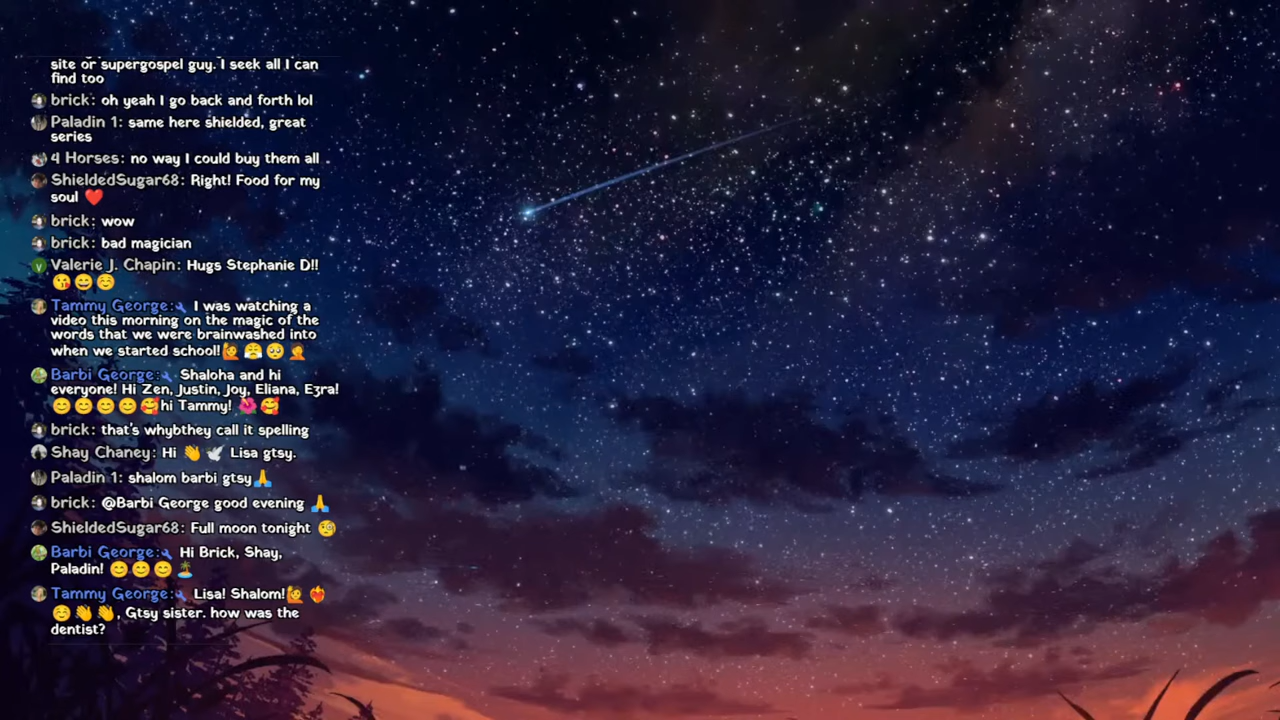 site or supergospel guy. I seek all I can
find too
brick: oh yeah I go back and forth lol
Paladin 1: same here shielded, great
series
4 Horses: no way I could buy them all
ShieldedSugar68: Right! Food for my
soul ❤️
brick: wow
brick: bad magician
V
Valerie J. Chapin: Hugs Stephanie D!!
😘😄☺️
Tammy George:🔧 I was watching a
video this morning on the magic of the
words that we were brainwashed into
when we started school!🙋😤🥺🤦
Barbi George:🔧 Shaloha and hi
everyone! Hi Zen, Justin, Joy, Eliana, Ezra!
😊😊😊😊🥰hi Tammy! 🌺🥰
brick: that's whybthey call it spelling
Shay Chaney: Hi 👋 🕊️ Lisa gtsy.
Paladin 1: shalom barbi gtsy🙏
brick: @Barbi George good evening 🙏
ShieldedSugar68: Full moon tonight 🧐
Barbi George:🔧 Hi Brick, Shay,
Paladin! 😊😊😊🏝️
Tammy George:🔧 Lisa! Shalom!🙋❤️‍🔥
☺️👋👋, Gtsy sister. how was the
dentist?